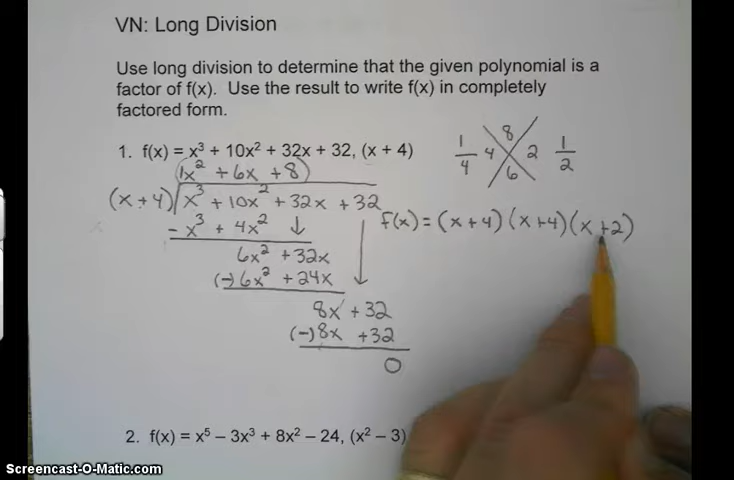 VN: Long Division
Use long division to determine that the given polynomial is a
factor of f(x). Use the result to write f(x) in completely
factored form.
1. f(x) = x³ + 10x² + 32x + 32, (x + 4)
(1x² + 6x + 8)
(x + 4) x³ + 10x² + 32x + 32
- x³ + 4x² ↓
6x² + 32x
(-) 6x² + 24x ↓
8x + 32
(-) 8x + 32
0
8
1/4 4 2 1/2
6
f(x) = (x + 4) (x + 4) (x + 2)
2. f(x) = x⁵ – 3x³ + 8x² – 24, (x² – 3)
Screencast-O-Matic.com